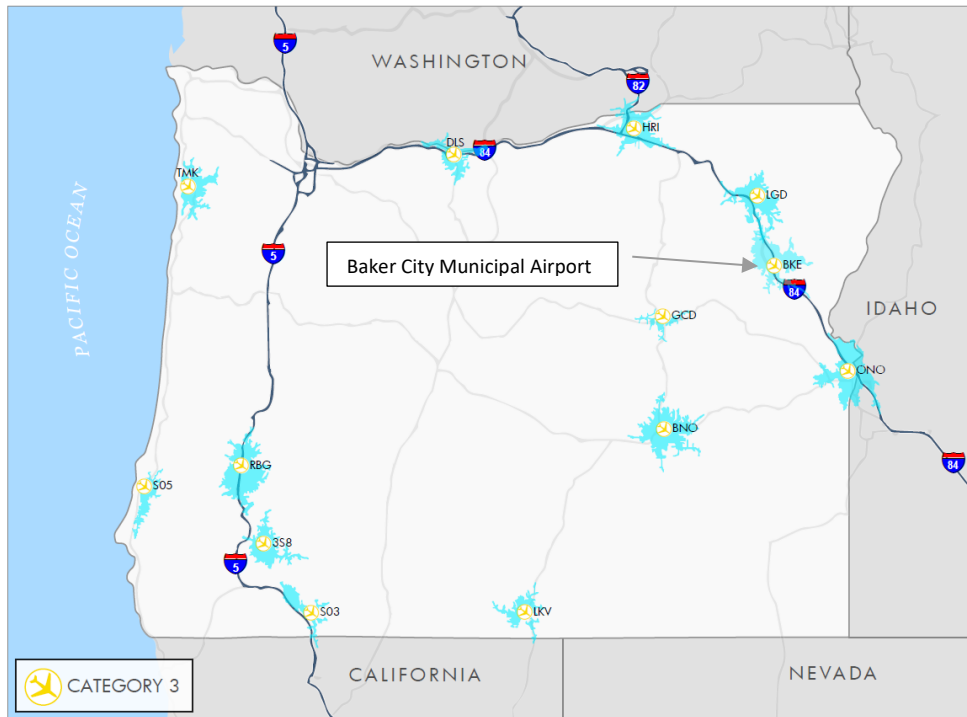 5
WASHINGTON
82
HRI
DLS
84
TMK
LGD
5
Baker City Municipal Airport
BKE
84
PACIFIC OCEAN
GCD
IDAHO
ONO
BNO
RBG
84
S05
3S8
5
S03
LKV
CATEGORY 3
CALIFORNIA
NEVADA